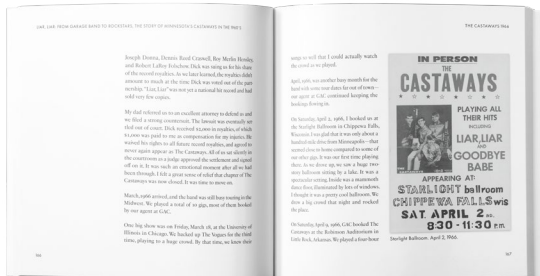 LIAR, LIAR: FROM GARAGE BAND TO ROCKSTARS, THE STORY OF MINNESOTA'S CASTAWAYS IN THE 1960'S
Joseph Donna, Dennis Reed Craswell, Roy Martin Hensley,
and Robert LaRoy Folschow. Dick was suing us for his share
of the record royalties. As we later learned, the royalties didn't
amount to much at the time Dick was voted out of the part-
nership. "Liar, Liar" was not yet a national hit record and had
sold very few copies.
My dad referred us to an excellent attorney to defend us and
we filed a strong countersuit. The lawsuit was eventually set-
tled out of court. Dick received $2,000 in royalties, of which
$1,000 was paid to me as compensation for my injuries. He
waived his rights to all future record royalties, and agreed to
never again appear as The Castaways. All of us sat silently in
the courtroom as a judge approved the settlement and signed
off on it. It was such an emotional moment after all we had
been through. I felt a great sense of relief that chapter of The
Castaways was now closed. It was time to move on.
March, 1966 arrived, and the band was still busy touring in the
Midwest. We played a total of 10 gigs, most of them booked
by our agent at GAC.
One big show was on Friday, March 18, at the University of
Illinois in Chicago. We backed up The Vogues for the third
time, playing to a huge crowd. By that time, we knew their
166
THE CASTAWAYS 1966
songs so well that I could actually watch
the crowd as we played.
April, 1966, was another busy month for the
band with some tour dates far out of town—
our agent at GAC continued keeping the
bookings flowing in.
On Saturday, April 2, 1966, I booked us at
the Starlight Ballroom in Chippewa Falls,
Wisconsin. I was glad that it was only about a
hundred mile drive from Minneapolis—that
seemed close to home compared to some of
our other gigs. It was our first time playing
there. As we drove up, we saw a huge two-
story ballroom sitting by a lake. It was a
spectacular setting. Inside was a mammoth
dance floor, illuminated by lots of windows.
I thought it was a pretty cool ballroom. We
drew a big crowd that night and rocked
the place.
On Saturday, April 9, 1966, GAC booked The
Castaways at the Robinson Auditorium in
Little Rock, Arkansas. We played a four-hour
IN PERSON
THE
CASTAWAYS
PLAYING ALL
THEIR HITS
INCLUDING
LIAR, LIAR
AND
GOODBYE
BABE
APPEARING AT:
STARLIGHT ballroom
CHIPPEWA FALLS wis
SAT. APRIL 2 ND.
8:30 - 11:30 P.M.
Starlight Ballroom. April 2, 1966.
167